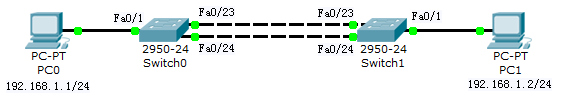 Fa0/1 Fa0/23 Fa0/23 Fa0/1
Fa0/24 Fa0/24
PC-PT 2950-24 2950-24 PC-PT
PC0 Switch0 Switch1 PC1
192.168.1.1/24 192.168.1.2/24